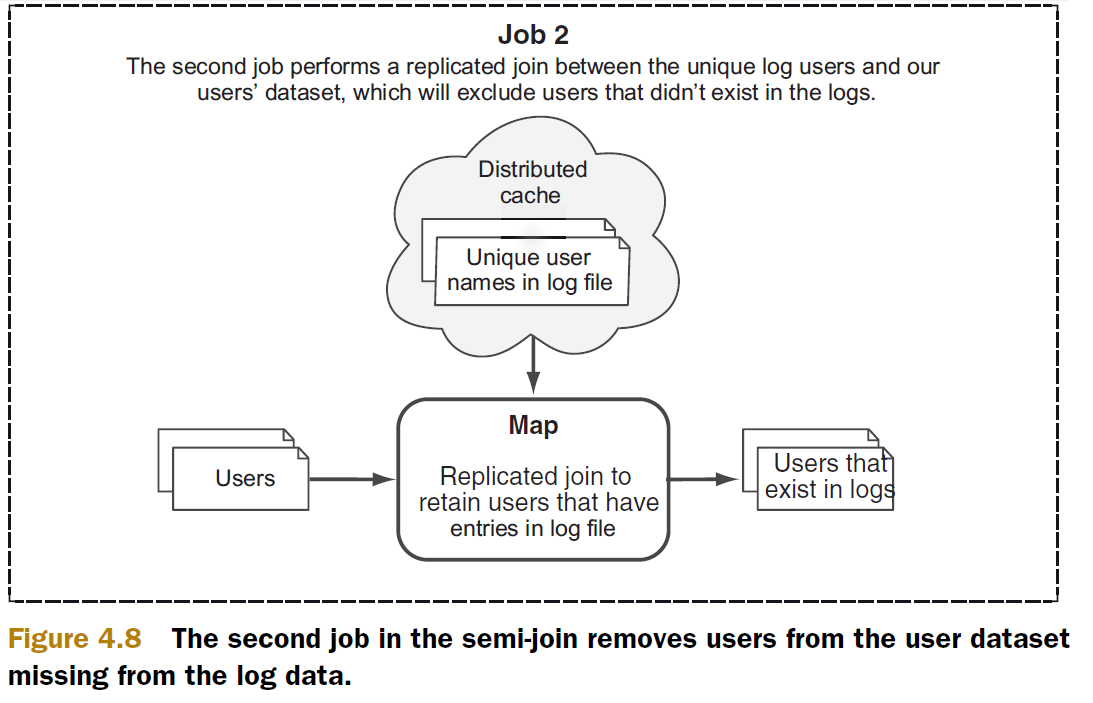 Job 2
The second job performs a replicated join between the unique log users and our
users’ dataset, which will exclude users that didn’t exist in the logs.
Distributed
cache
Unique user
names in log file
Map
Users
Replicated join to
retain users that have
entries in log file
Users that
exist in logs
Figure 4.8 The second job in the semi-join removes users from the user dataset
missing from the log data.